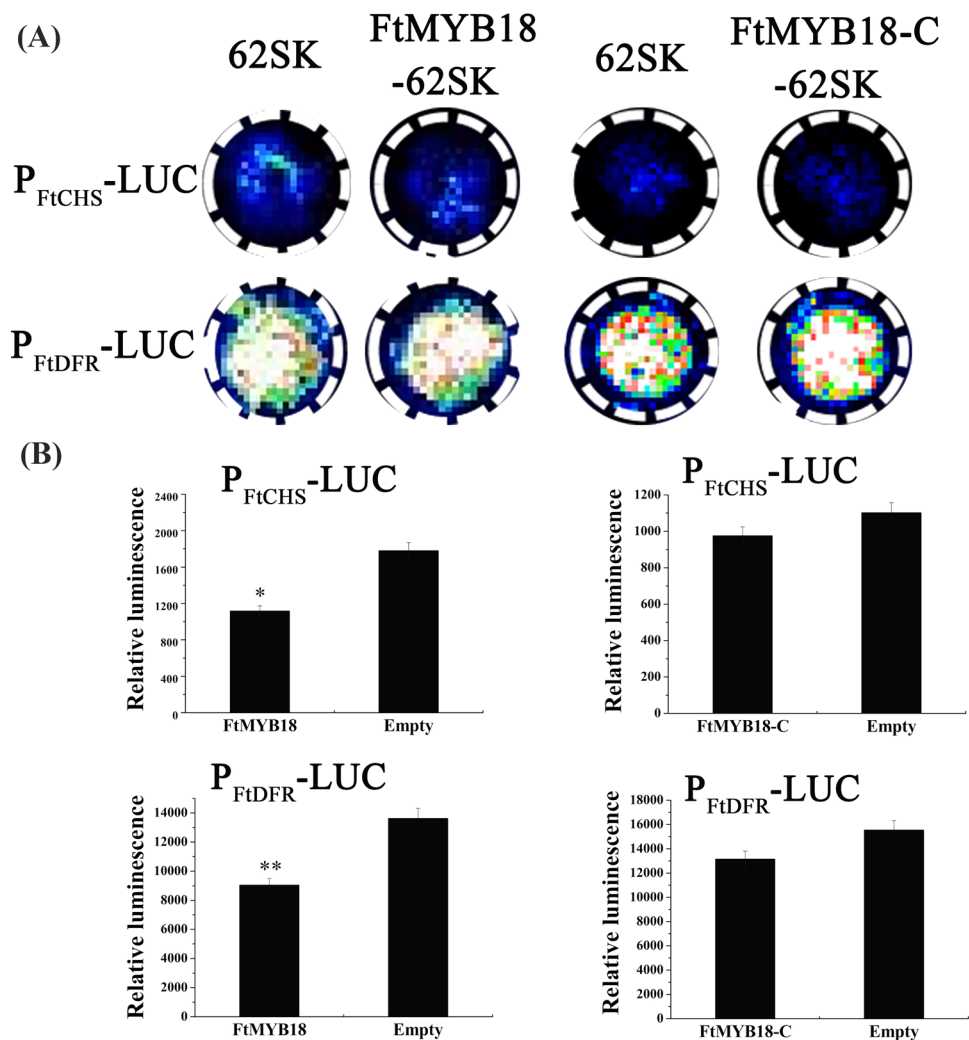 (A)
62SK
FtMYB18
-62SK
62SK
FtMYB18-C
-62SK
PFtCHS-LUC
PFtDFR-LUC
(B)
PFtCHS-LUC
Relative luminescence
2400
2000
1600
1200
800
400
0
*
FtMYB18
Empty
PFtCHS-LUC
Relative luminescence
1200
1000
800
600
400
200
0
FtMYB18-C
Empty
PFtDFR-LUC
Relative luminescence
14000
12000
10000
8000
6000
4000
2000
0
**
FtMYB18
Empty
PFtDFR-LUC
Relative luminescence
18000
16000
14000
12000
10000
8000
6000
4000
2000
0
FtMYB18-C
Empty